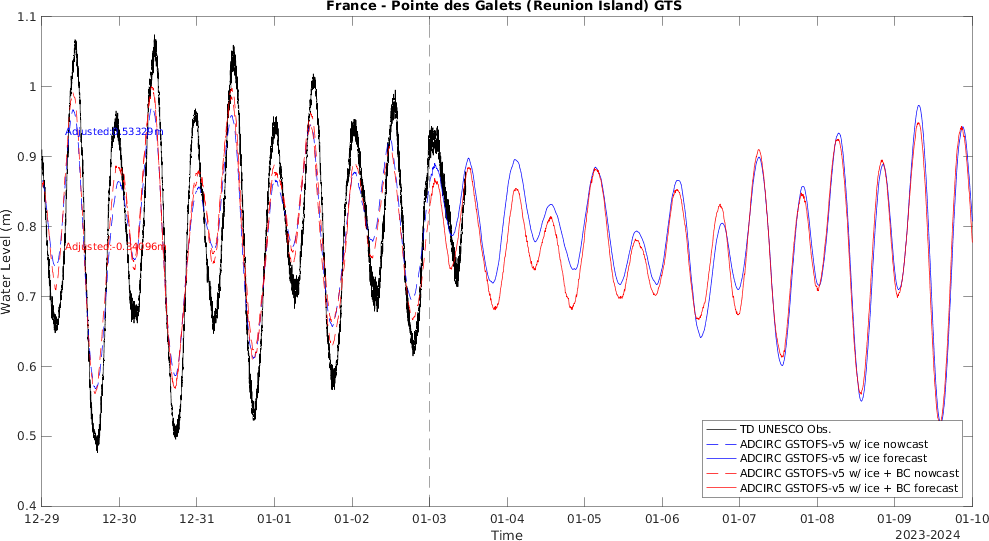 France - Pointe des Galets (Reunion Island) GTS
1.1
1
0.9
0.8
0.7
0.6
0.5
0.4
Water Level (m)
Adjusted:
Adjusted:-0.34096m
TD UNESCO Obs.
ADCIRC GSTOFS-v5 w/ ice nowcast
ADCIRC GSTOFS-v5 w/ ice forecast
ADCIRC GSTOFS-v5 w/ ice + BC nowcast
ADCIRC GSTOFS-v5 w/ ice + BC forecast
12-29 12-30 12-31 01-01 01-02 01-03 01-04 01-05 01-06 01-07 01-08 01-09 01-10
Time
2023-2024